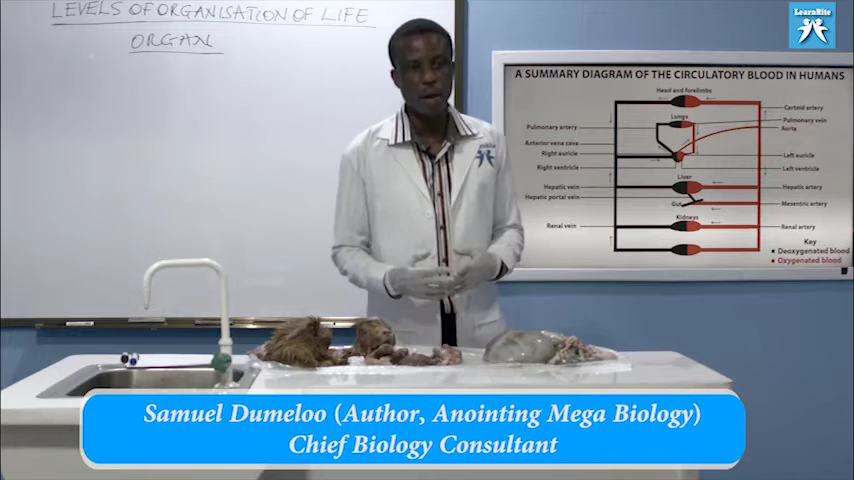 LEVELS OF ORGANISATION OF LIFE
ORGAN
LearnRite
A SUMMARY DIAGRAM OF THE CIRCULATORY BLOOD IN HUMANS
Head and forelimbs
Cartoid artery
Lungs
Pulmonary vein
Pulmonary artery
Aorta
Anterior vena cava
Right auricle
Left auricle
Right ventricle
Left ventricle
Liver
Hepatic vein
Hepatic artery
Hepatic portal vein
Gut
Mesentric artery
Kidneys
Renal vein
Renal artery
Key
Deoxygenated blood
Oxygenated blood
Samuel Dumeloo (Author, Anointing Mega Biology)
Chief Biology Consultant